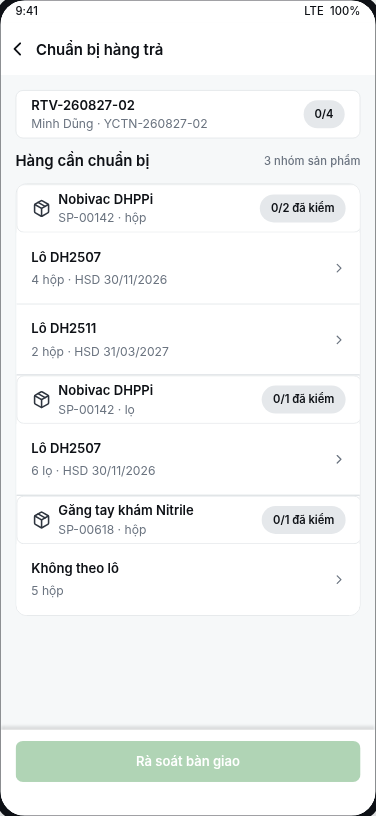 9:41 LTE 100%
Chuẩn bị hàng trả
RTV-260827-02
Minh Dũng · YCTN-260827-02
0/4
Hàng cần chuẩn bị
3 nhóm sản phẩm
Nobivac DHPPi
SP-00142 · hộp
0/2 đã kiểm
Lô DH2507
4 hộp · HSD 30/11/2026
Lô DH2511
2 hộp · HSD 31/03/2027
Nobivac DHPPi
SP-00142 · lọ
0/1 đã kiểm
Lô DH2507
6 lọ · HSD 30/11/2026
Găng tay khám Nitrile
SP-00618 · hộp
0/1 đã kiểm
Không theo lô
5 hộp
Rà soát bàn giao